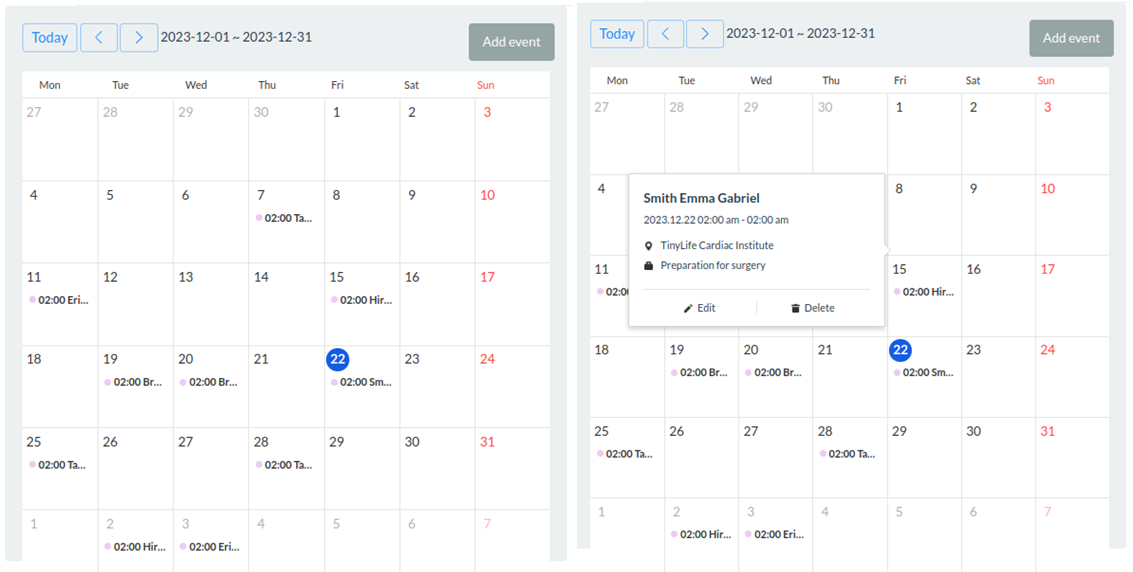 Today < > 2023-12-01 ~ 2023-12-31 Add event
Mon Tue Wed Thu Fri Sat Sun
27 28 29 30 1 2 3
4 5 6 7 8 9 10
02:00 Ta...
11 12 13 14 15 16 17
02:00 Eri... 02:00 Hir...
18 19 20 21 22 23 24
02:00 Br... 02:00 Br... 02:00 Sm...
25 26 27 28 29 30 31
02:00 Ta... 02:00 Ta...
1 2 3 4 5 6 7
02:00 Hir... 02:00 Eri...
Today < > 2023-12-01 ~ 2023-12-31 Add event
Mon Tue Wed Thu Fri Sat Sun
27 28 29 30 1 2 3
4 8 9 10
Smith Emma Gabriel
2023.12.22 02:00 am - 02:00 am
TinyLife Cardiac Institute
Preparation for surgery
Edit Delete
11 15 16 17
02:0 02:00 Hir...
18 19 20 21 22 23 24
02:00 Br... 02:00 Br... 02:00 Sm...
25 26 27 28 29 30 31
02:00 Ta... 02:00 Ta...
1 2 3 4 5 6 7
02:00 Hir... 02:00 Eri...